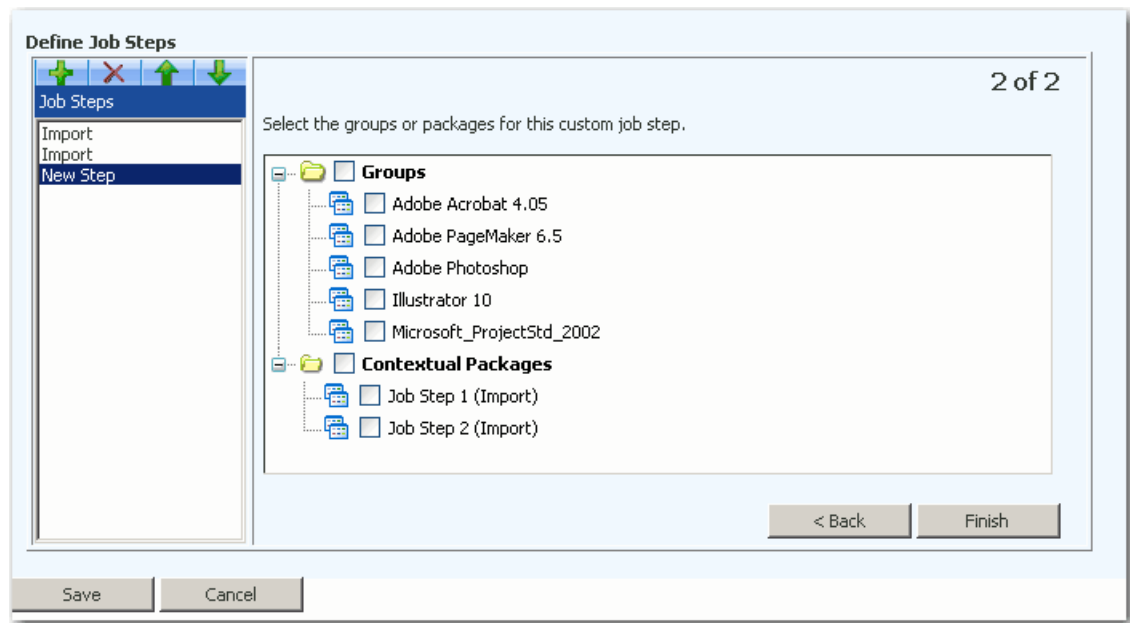 Define Job Steps
Job Steps
Import
Import
New Step
2 of 2
Select the groups or packages for this custom job step.
Groups
Adobe Acrobat 4.05
Adobe PageMaker 6.5
Adobe Photoshop
Illustrator 10
Microsoft_ProjectStd_2002
Contextual Packages
Job Step 1 (Import)
Job Step 2 (Import)
< Back
Finish
Save
Cancel